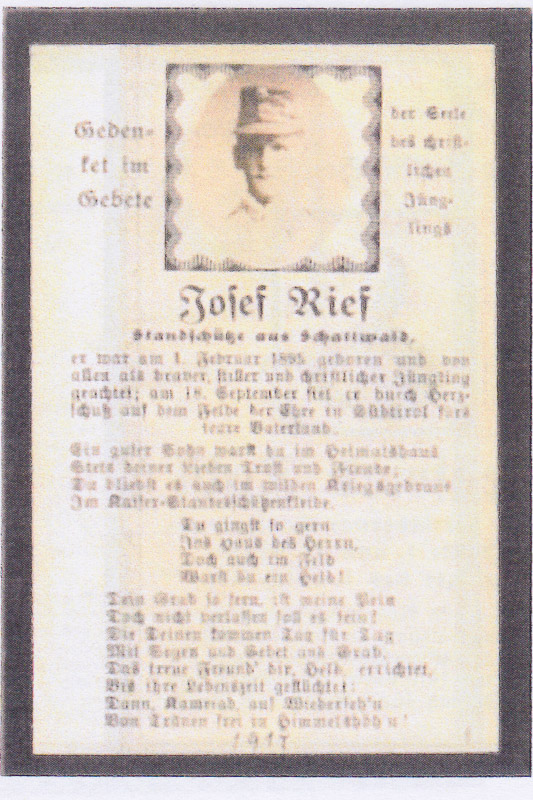 Geden-
ket im
Gebete
der Seele
des christ-
lichen
Jüng-
lings
Josef Rief
Standschütze aus Schattwald,
er war am 1. Februar 1895 geboren und von
allen als braver, stiller und christlicher Jüngling
geachtet; am 18. September fiel er durch Herz-
schuß auf dem Felde der Ehre in Südtirol fürs
teure Vaterland.
Ein guter Sohn warst du im Heimatshaus
Stets deiner Lieben Trost und Freude;
Du bliebst es auch im wilden Kriegsgebraus
Im Kaiser-Standesschützenkleide.
Du gingst so gern
Ins Haus des Herrn,
Doch auch im Feld
Warst du ein Held!
Dein Grab so fern, ist meine Pein
Doch nicht verlassen soll es sein!
Die Deinen kommen Tag für Tag
Mit Segen und Gebet ans Grab,
Das treue Freund' dir, Held, errichtet,
Bis ihre Lebenszeit
Dann, Kamerad, auf Wiederseh'n
Von Tränen frei in Himmelshöh'n!